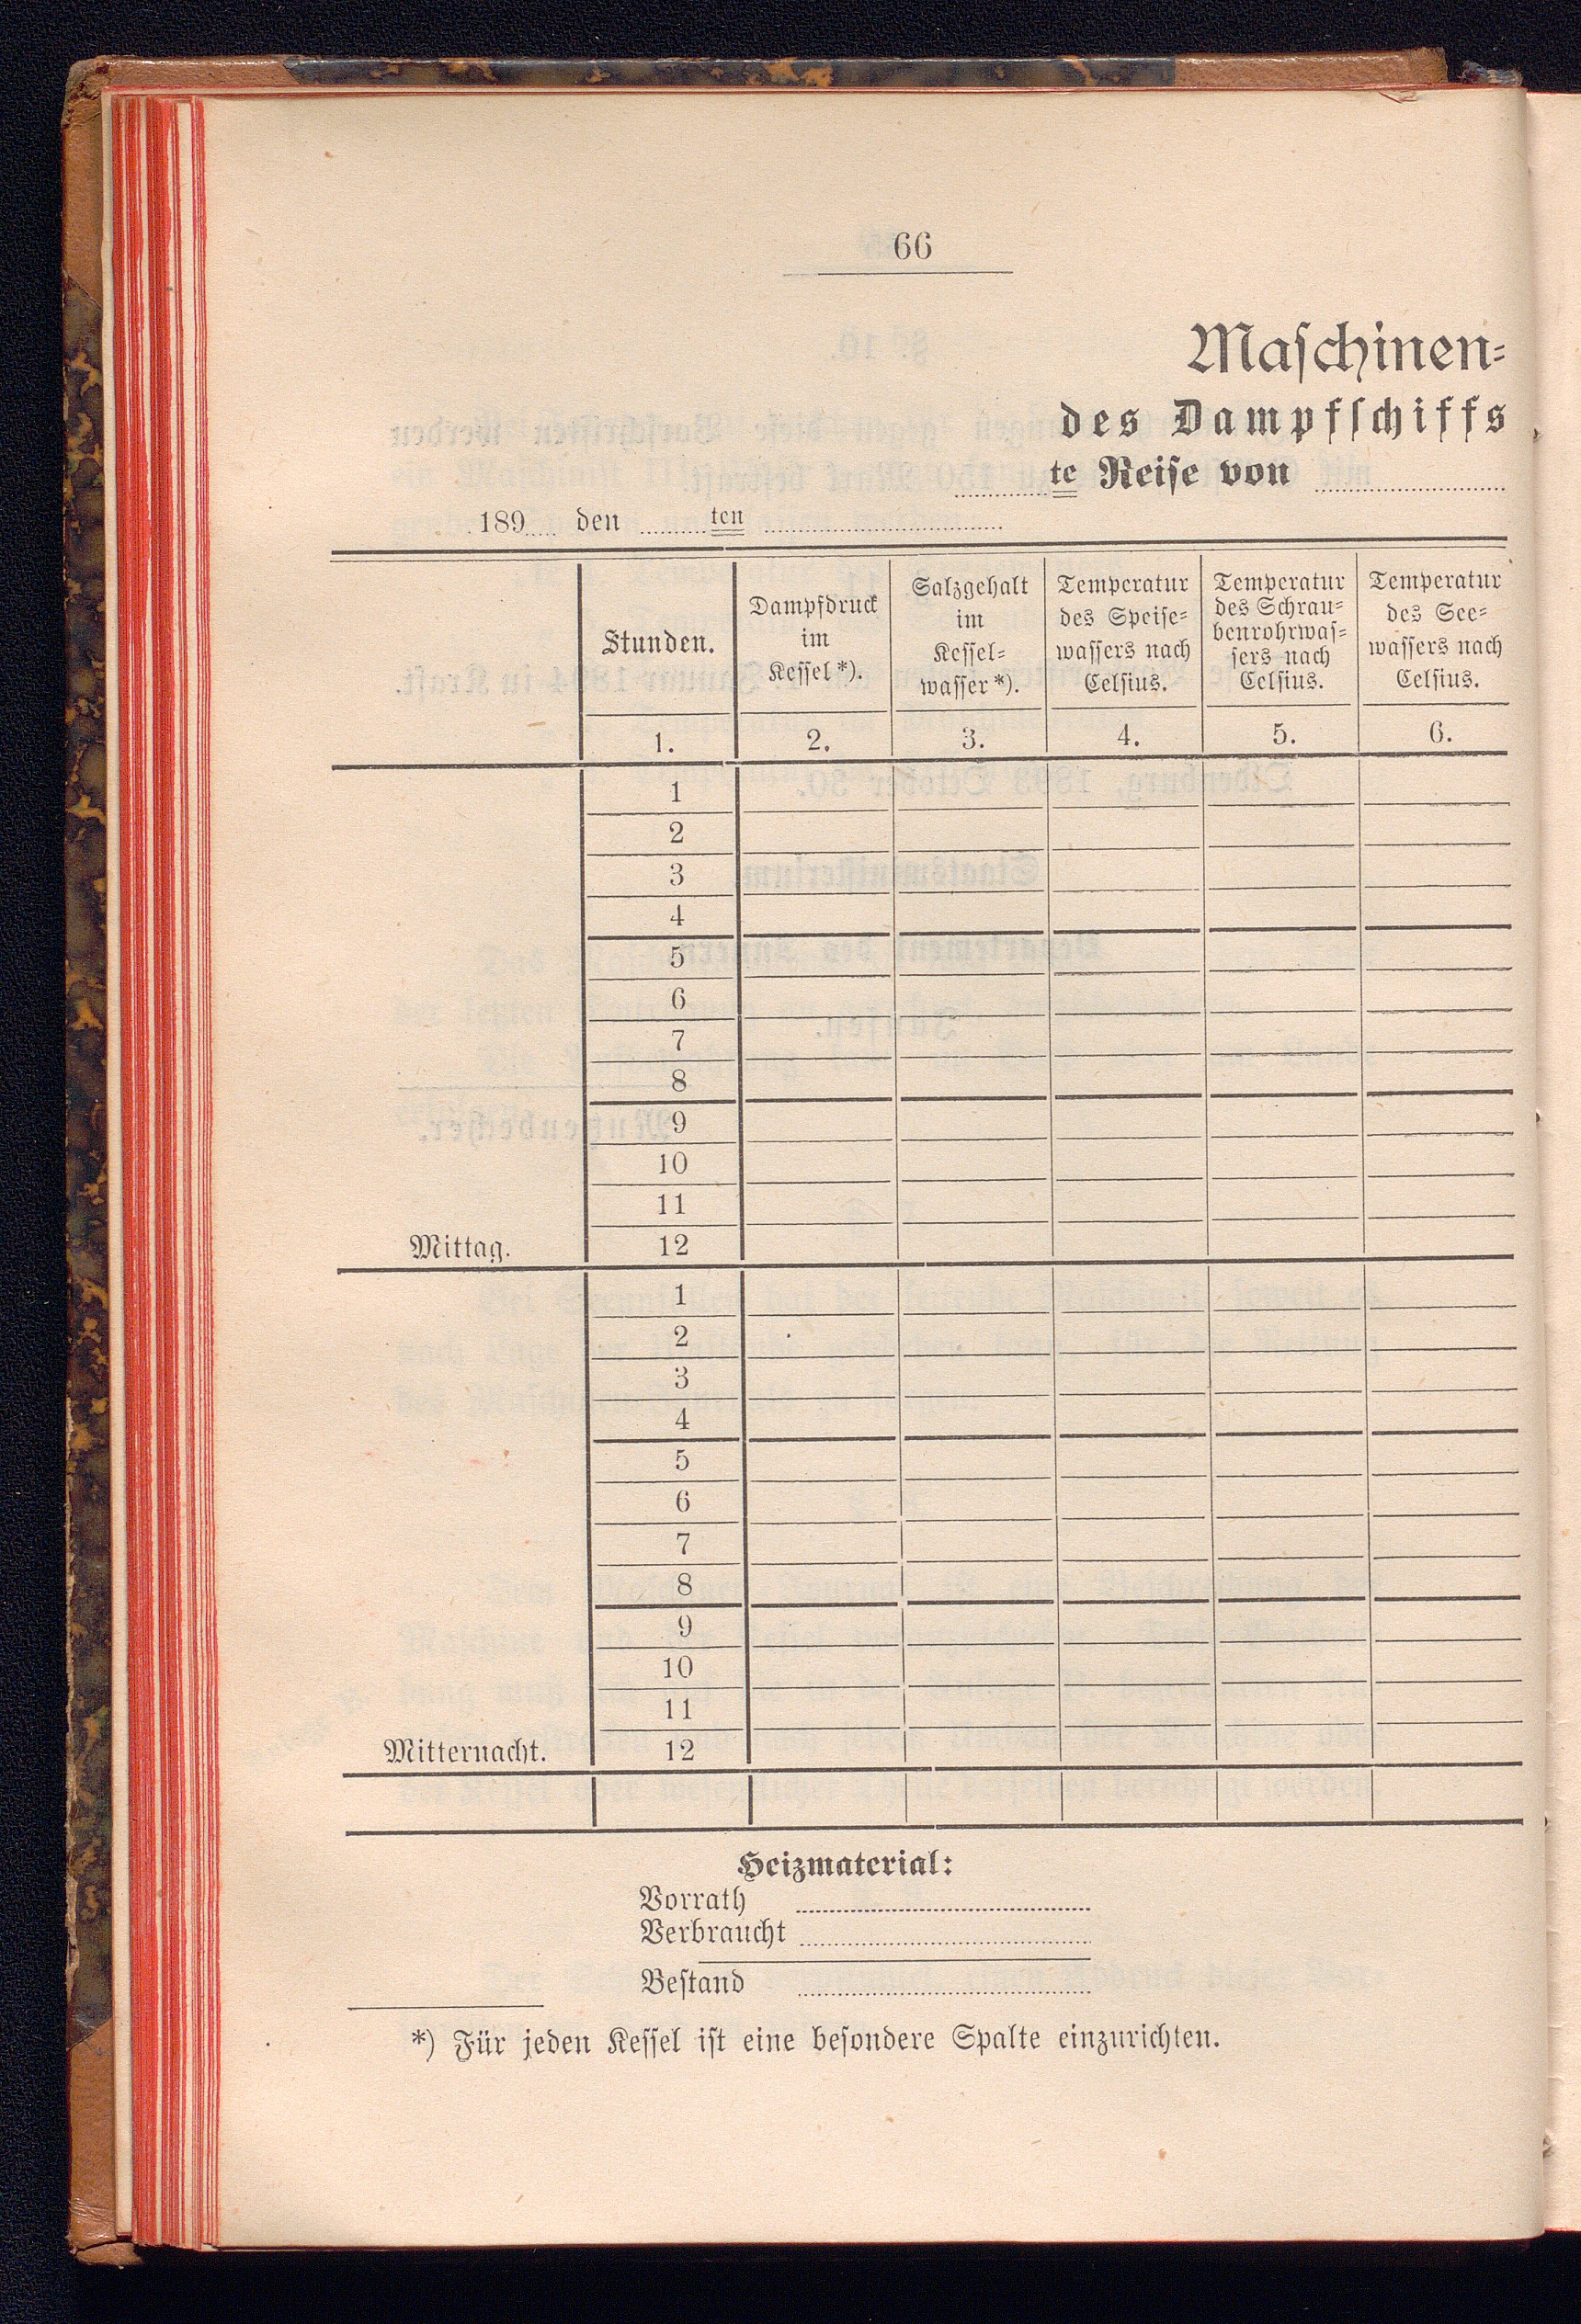 66
Maschinen=
des Dampfschiffs
te Reise von
189 den ten
Stunden.
Dampfdruck
im
Kessel*).
Salzgehalt
im
Kessel=
wasser*).
Temperatur
des Speise=
wassers nach
Celsius.
Temperatur
des Schrau=
benrohrwas=
sers nach
Celsius.
Temperatur
des See=
wassers nach
Celsius.
1. 2. 3. 4. 5. 6.
1
2
3
4
5
6
7
8
9
10
11
Mittag. 12
1
2
3
4
5
6
7
8
9
10
11
Mitternacht. 12
Heizmaterial:
Vorrath
Verbraucht
Bestand
*) Für jeden Kessel ist eine besondere Spalte einzurichten.